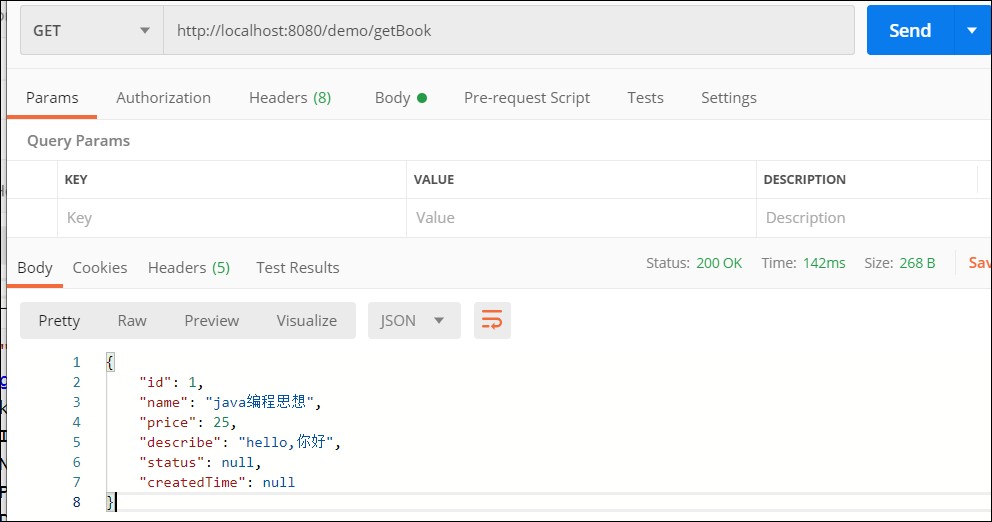 GET http://localhost:8080/demo/getBook Send
Params Authorization Headers (8) Body Pre-request Script Tests Settings
Query Params
KEY VALUE DESCRIPTION
Key Value Description
Body Cookies Headers (5) Test Results Status: 200 OK Time: 142ms Size: 268 B Sav
Pretty Raw Preview Visualize JSON
1 {
2 "id": 1,
3 "name": "java编程思想",
4 "price": 25,
5 "describe": "hello,你好",
6 "status": null,
7 "createdTime": null
8 }